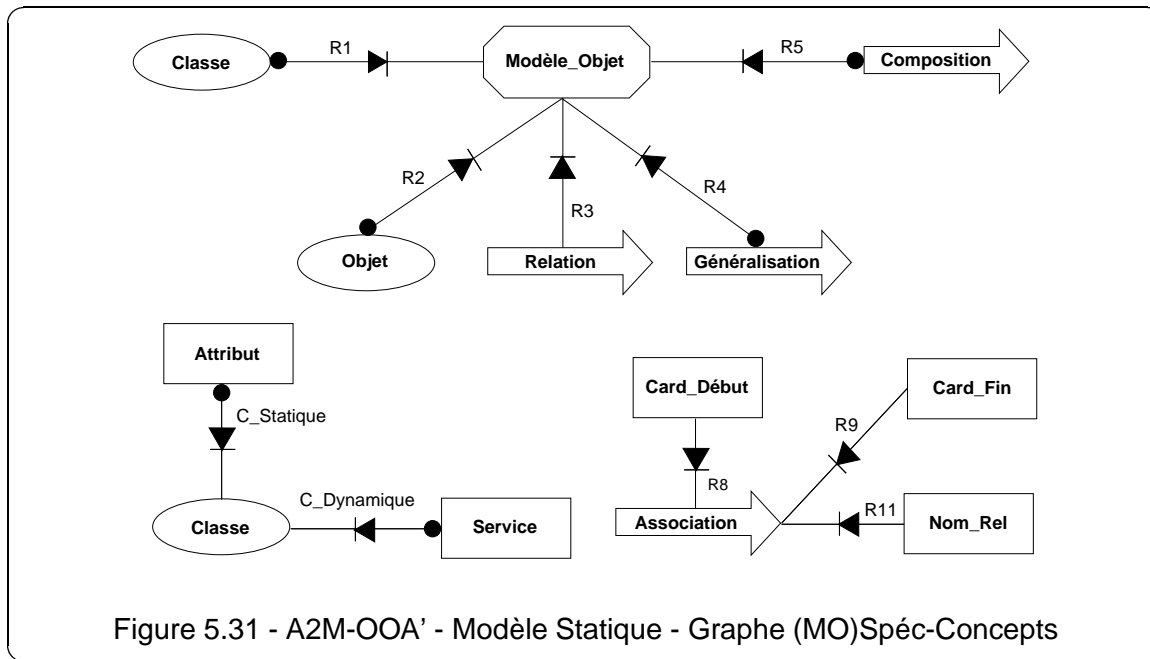 Classe
R1
Modèle_Objet
R5
Composition
R2
R3
R4
Objet
Relation
Généralisation
Attribut
C_Statique
Classe
C_Dynamique
Service
Card_Début
Card_Fin
R9
R8
Association
R11
Nom_Rel
Figure 5.31 - A2M-OOA' - Modèle Statique - Graphe (MO)Spéc-Concepts